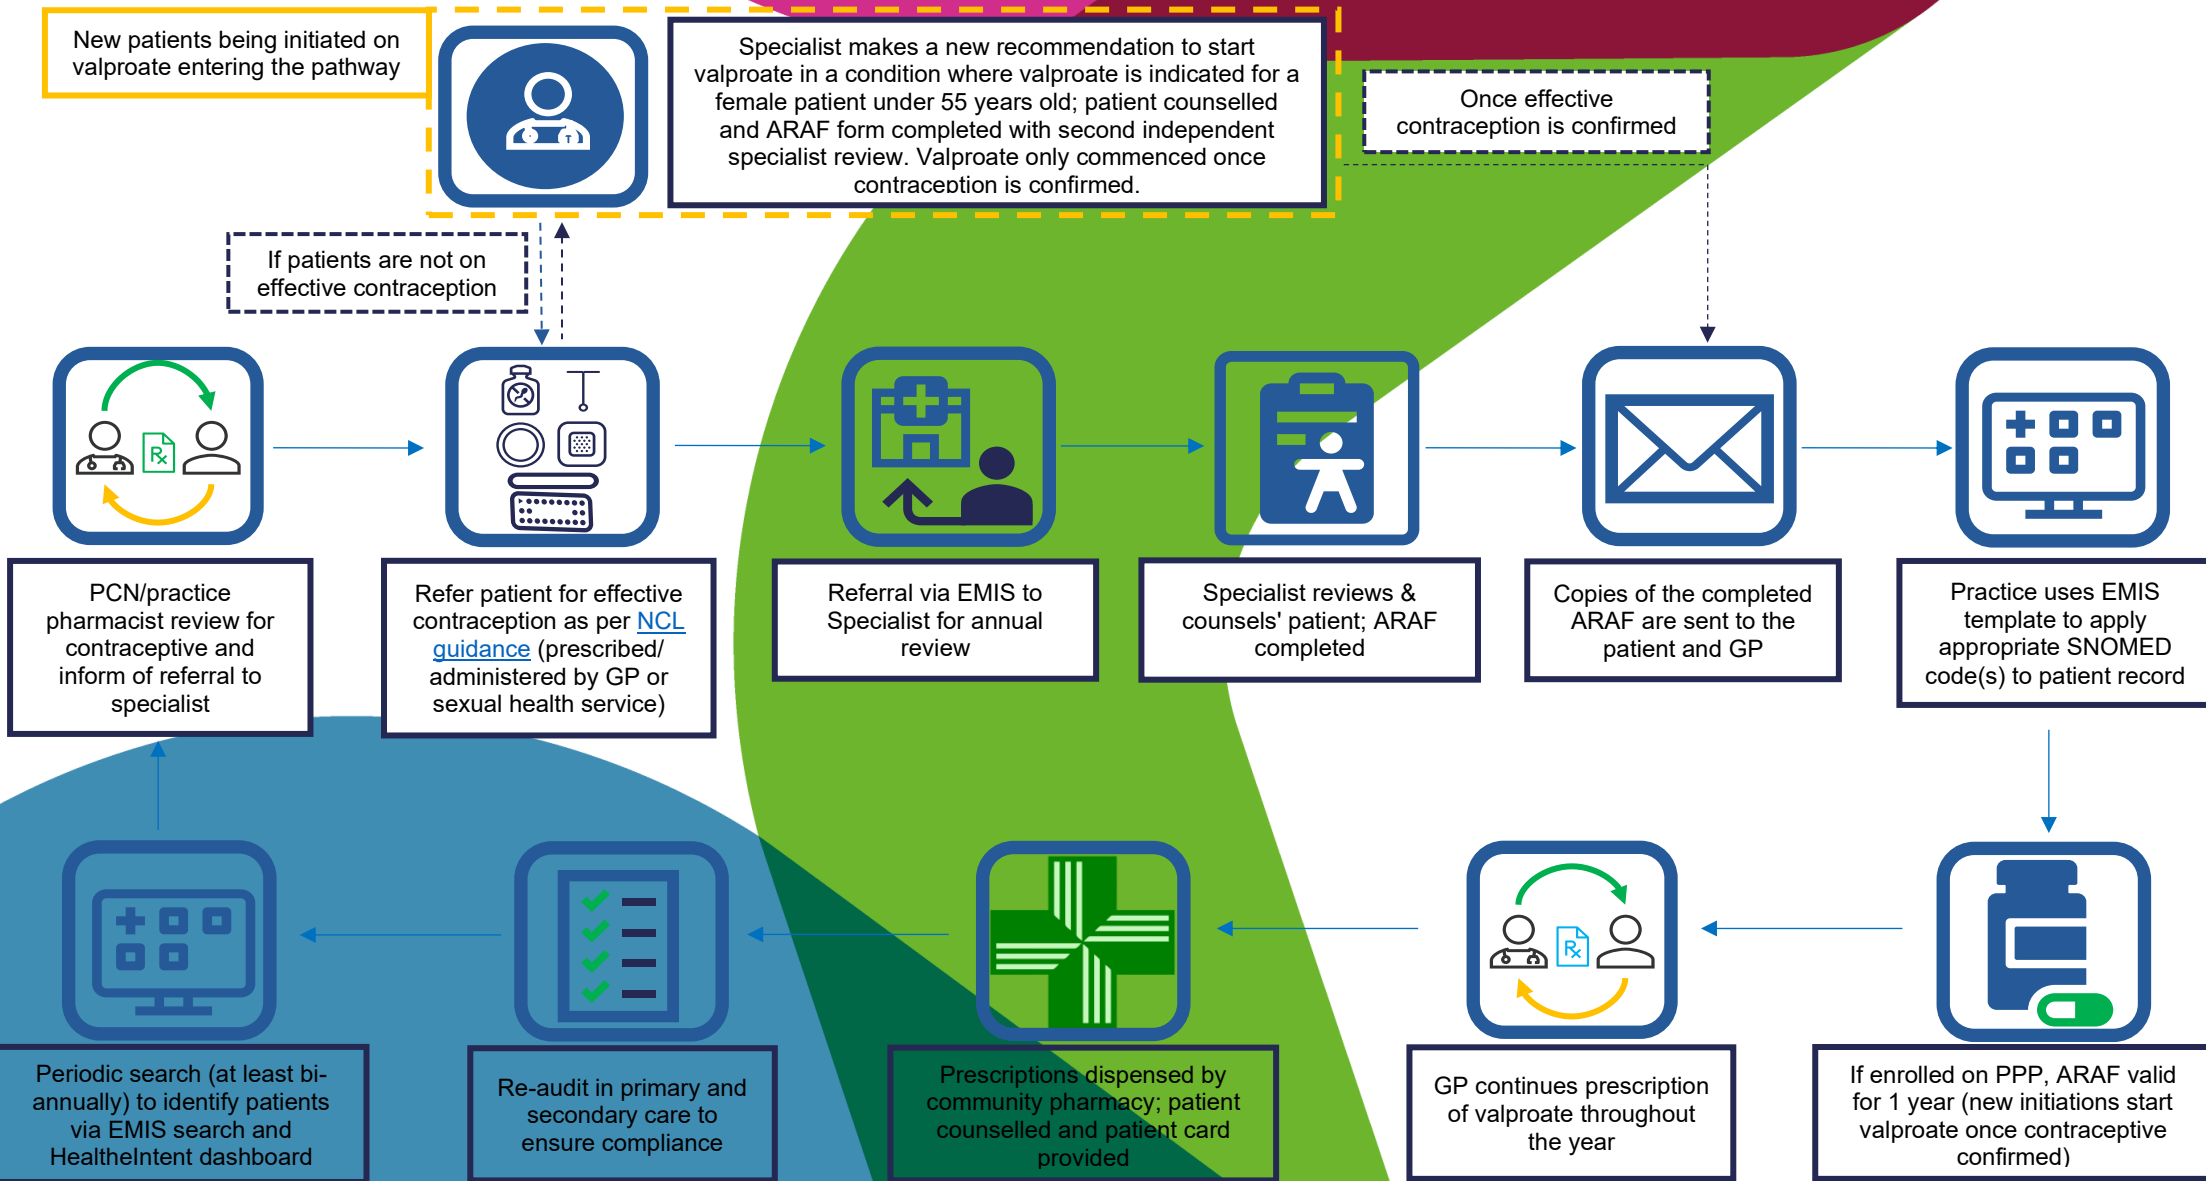 New patients being initiated on
valproate entering the pathway
Specialist makes a new recommendation to start
valproate in a condition where valproate is indicated for a
female patient under 55 years old; patient counselled
and ARAF form completed with second independent
specialist review. Valproate only commenced once
contraception is confirmed.
Once effective
contraception is confirmed
If patients are not on
effective contraception
PCN/practice
pharmacist review for
contraceptive and
inform of referral to
specialist
Refer patient for effective
contraception as per NCL
guidance (prescribed/
administered by GP or
sexual health service)
Referral via EMIS to
Specialist for annual
review
Specialist reviews &
counsels' patient; ARAF
completed
Copies of the completed
ARAF are sent to the
patient and GP
Practice uses EMIS
template to apply
appropriate SNOMED
code(s) to patient record
Periodic search (at least bi-
annually) to identify patients
via EMIS search and
HealtheIntent dashboard
Re-audit in primary and
secondary care to
ensure compliance
Prescriptions dispensed by
community pharmacy; patient
counselled and patient card
provided
GP continues prescription
of valproate throughout
the year
If enrolled on PPP, ARAF valid
for 1 year (new initiations start
valproate once contraceptive
confirmed)